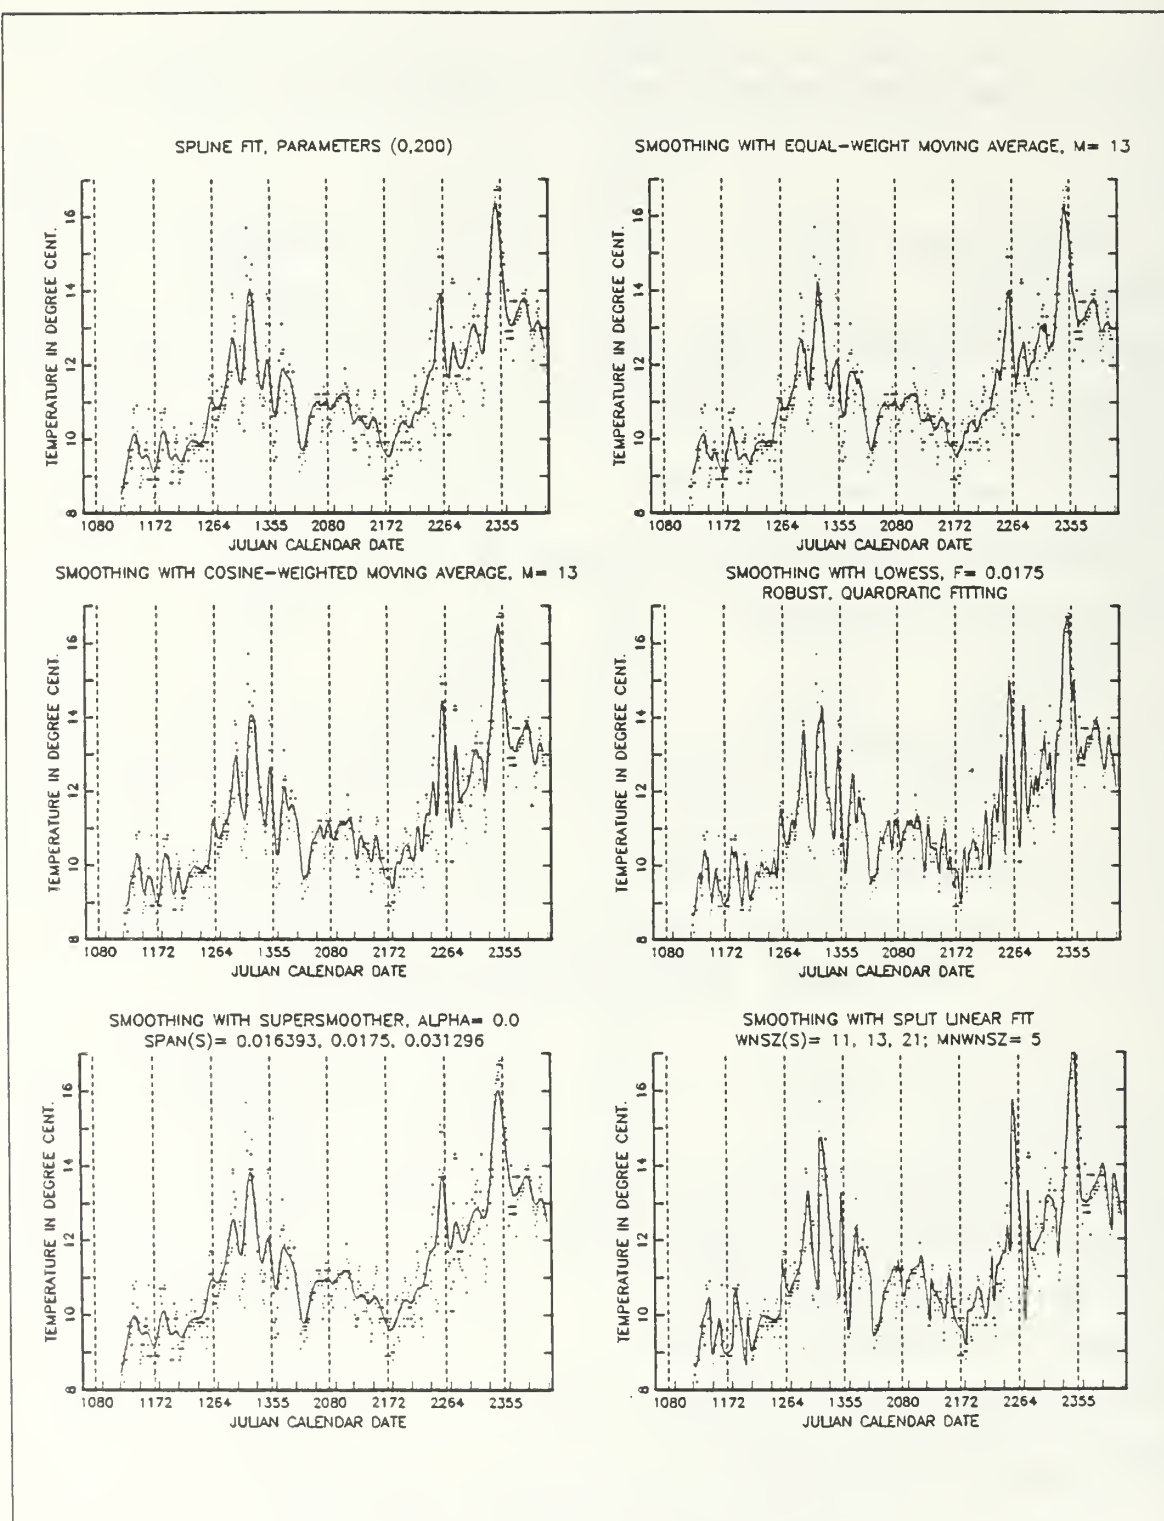 SPLINE FIT, PARAMETERS (0,200)
TEMPERATURE IN DEGREE CENT.
16
14
12
10
8
1080 1172 1264 1355 2080 2172 2264 2355
JULIAN CALENDAR DATE
SMOOTHING WITH EQUAL-WEIGHT MOVING AVERAGE, M= 13
TEMPERATURE IN DEGREE CENT.
16
14
12
10
8
1080 1172 1264 1355 2080 2172 2264 2355
JULIAN CALENDAR DATE
SMOOTHING WITH COSINE-WEIGHTED MOVING AVERAGE, M= 13
TEMPERATURE IN DEGREE CENT.
16
14
12
10
8
1080 1172 1264 1355 2080 2172 2264 2355
JULIAN CALENDAR DATE
SMOOTHING WITH LOWESS, F= 0.0175
ROBUST, QUARDRATIC FITTING
TEMPERATURE IN DEGREE CENT.
16
14
12
10
8
1080 1172 1264 1355 2080 2172 2264 2355
JULIAN CALENDAR DATE
SMOOTHING WITH SUPERSMOOTHER, ALPHA= 0.0
SPAN(S)= 0.016393, 0.0175, 0.031296
TEMPERATURE IN DEGREE CENT.
16
14
12
10
8
1080 1172 1264 1355 2080 2172 2264 2355
JULIAN CALENDAR DATE
SMOOTHING WITH SPLIT LINEAR FIT
WNSZ(S)= 11, 13, 21; MNWNSZ= 5
TEMPERATURE IN DEGREE CENT.
16
14
12
10
8
1080 1172 1264 1355 2080 2172 2264 2355
JULIAN CALENDAR DATE